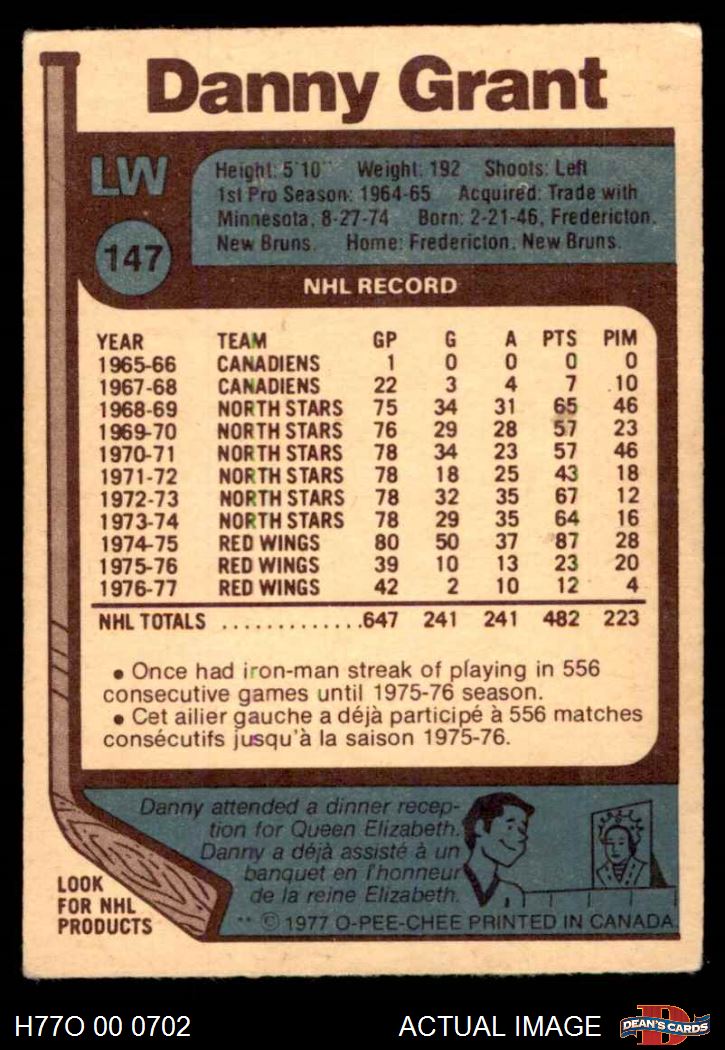 Danny Grant
LW
147
Height: 5'10" Weight: 192 Shoots: Left
1st Pro Season: 1964-65 Acquired: Trade with
Minnesota, 8-27-74 Born: 2-21-46, Fredericton,
New Bruns. Home: Fredericton, New Bruns.
NHL RECORD
YEAR TEAM GP G A PTS PIM
1965-66 CANADIENS 1 0 0 0 0
1967-68 CANADIENS 22 3 4 7 10
1968-69 NORTH STARS 75 34 31 65 46
1969-70 NORTH STARS 76 29 28 57 23
1970-71 NORTH STARS 78 34 23 57 46
1971-72 NORTH STARS 78 18 25 43 18
1972-73 NORTH STARS 78 32 35 67 12
1973-74 NORTH STARS 78 29 35 64 16
1974-75 RED WINGS 80 50 37 87 28
1975-76 RED WINGS 39 10 13 23 20
1976-77 RED WINGS 42 2 10 12 4
NHL TOTALS .............647 241 241 482 223
• Once had iron-man streak of playing in 556
consecutive games until 1975-76 season.
• Cet ailier gauche a déjà participé à 556 matches
consécutifs jusqu'à la saison 1975-76.
Danny attended a dinner recep-
tion for Queen Elizabeth.
Danny a déjà assisté à un
banquet en l'honneur
de la reine Elizabeth.
LOOK
FOR NHL
PRODUCTS
** © 1977 O-PEE-CHEE PRINTED IN CANADA
H77O 00 0702 ACTUAL IMAGE
D
DEAN'S CARDS